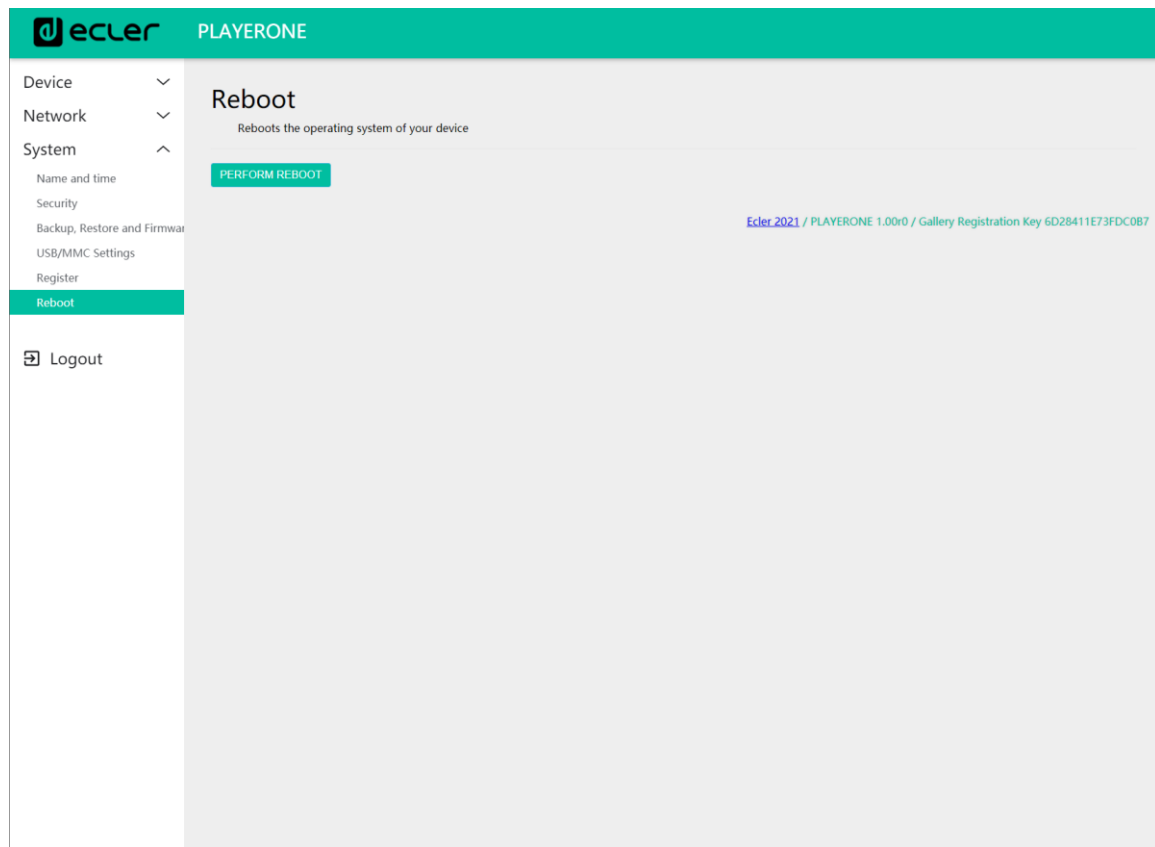 ecler
PLAYERONE
Device
Network
System
Name and time
Security
Backup, Restore and Firmwar
USB/MMC Settings
Register
Reboot
Logout
Reboot
Reboots the operating system of your device
PERFORM REBOOT
Ecler 2021 / PLAYERONE 1.00r0 / Gallery Registration Key 6D28411E73FDC0B7